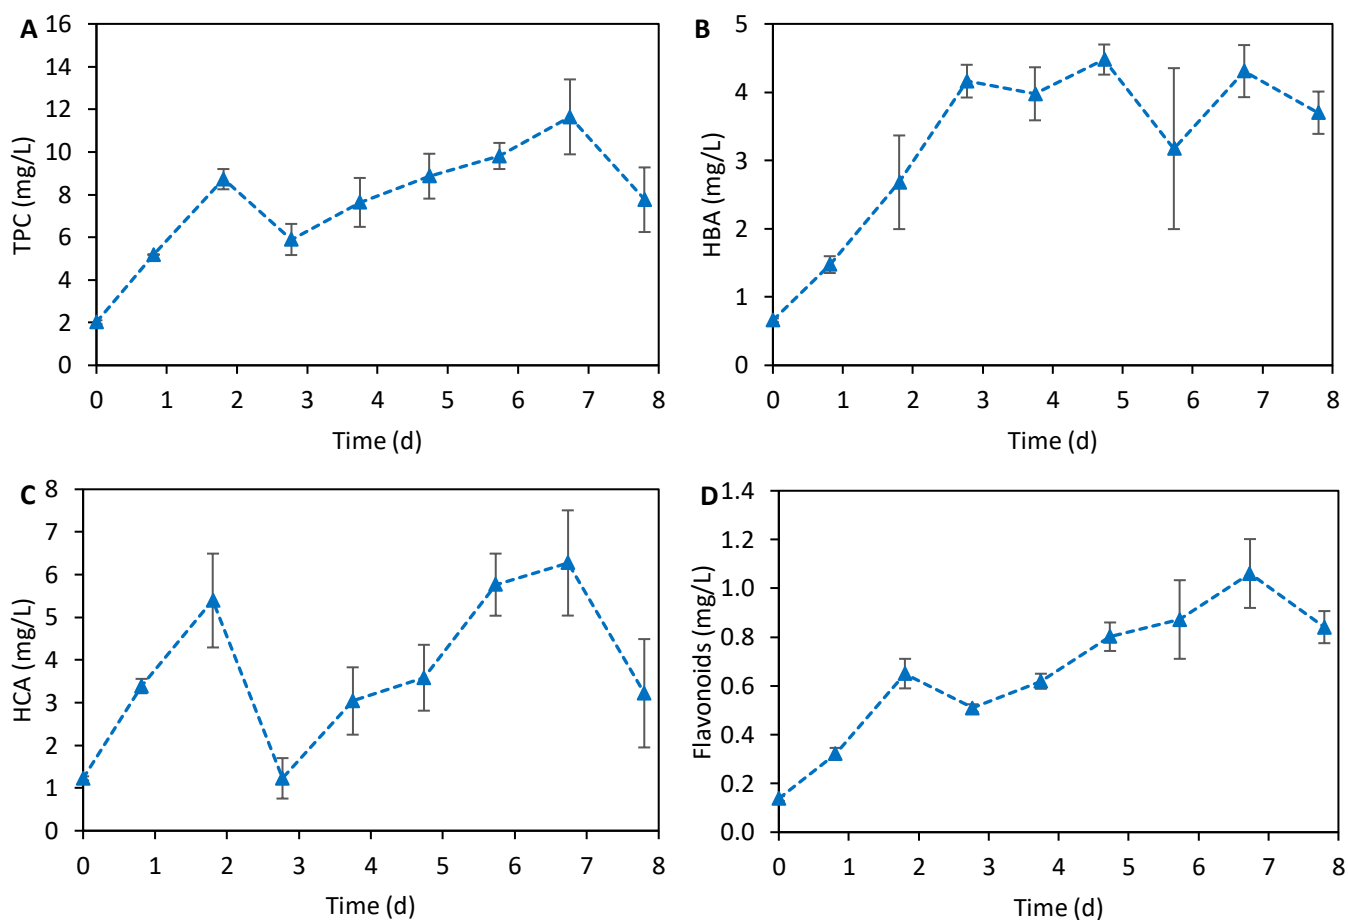 A
TPC (mg/L)
16
14
12
10
8
6
4
2
0
0 1 2 3 4 5 6 7 8
Time (d)
B
HBA (mg/L)
5
4
3
2
1
0
0 1 2 3 4 5 6 7 8
Time (d)
C
HCA (mg/L)
8
7
6
5
4
3
2
1
0
0 1 2 3 4 5 6 7 8
Time (d)
D
Flavonoids (mg/L)
1.4
1.2
1.0
0.8
0.6
0.4
0.2
0.0
0 1 2 3 4 5 6 7 8
Time (d)